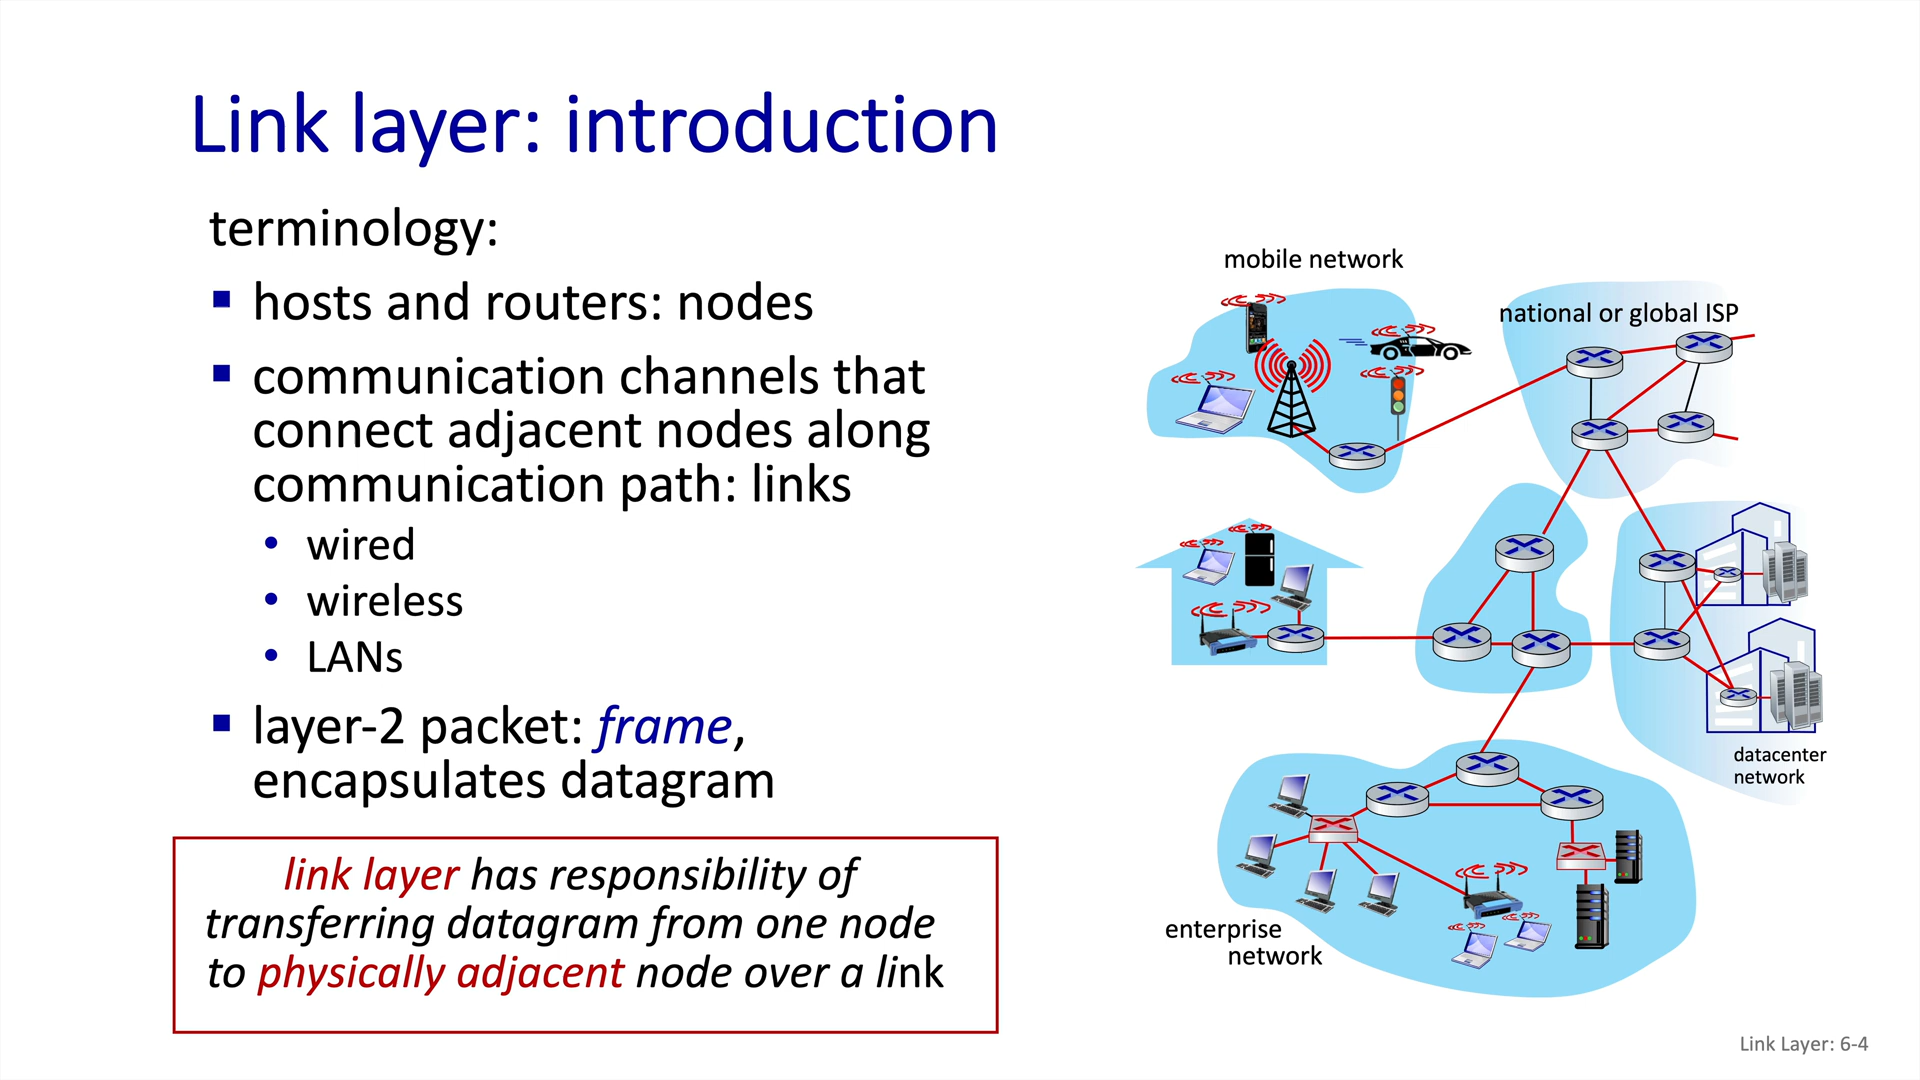 Link layer: introduction
terminology:
▪ hosts and routers: nodes
▪ communication channels that
connect adjacent nodes along
communication path: links
• wired
• wireless
• LANs
▪ layer-2 packet: frame,
encapsulates datagram
link layer has responsibility of
transferring datagram from one node
to physically adjacent node over a link
mobile network
national or global ISP
datacenter
network
enterprise
network
Link Layer: 6-4